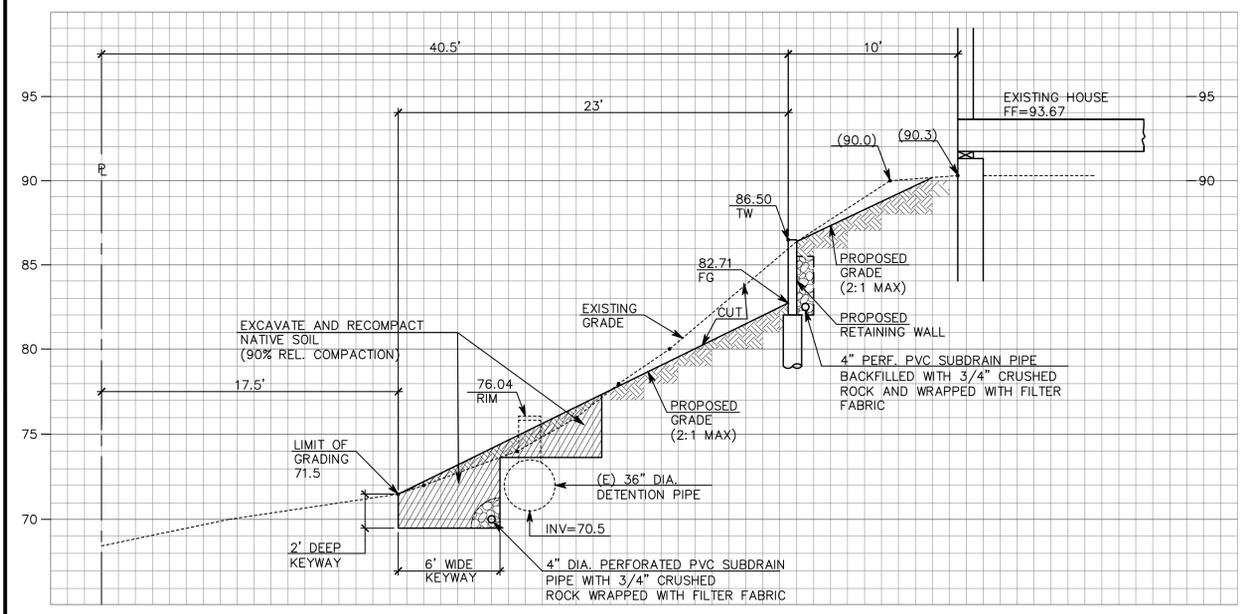 40.5'
10'
23'
95
95
EXISTING HOUSE
FF=93.67
(90.0)
(90.3)
PL
90
90
86.50
TW
85
82.71
FG
PROPOSED
GRADE
(2:1 MAX)
EXISTING
GRADE
CUT
PROPOSED
RETAINING WALL
EXCAVATE AND RECOMPACT
NATIVE SOIL
(90% REL. COMPACTION)
80
4" PERF. PVC SUBDRAIN PIPE
BACKFILLED WITH 3/4" CRUSHED
ROCK AND WRAPPED WITH FILTER
FABRIC
17.5'
76.04
RIM
PROPOSED
GRADE
(2:1 MAX)
75
LIMIT OF
GRADING
71.5
(E) 36" DIA.
DETENTION PIPE
70
INV=70.5
2' DEEP
KEYWAY
6' WIDE
KEYWAY
4" DIA. PERFORATED PVC SUBDRAIN
PIPE WITH 3/4" CRUSHED
ROCK WRAPPED WITH FILTER FABRIC